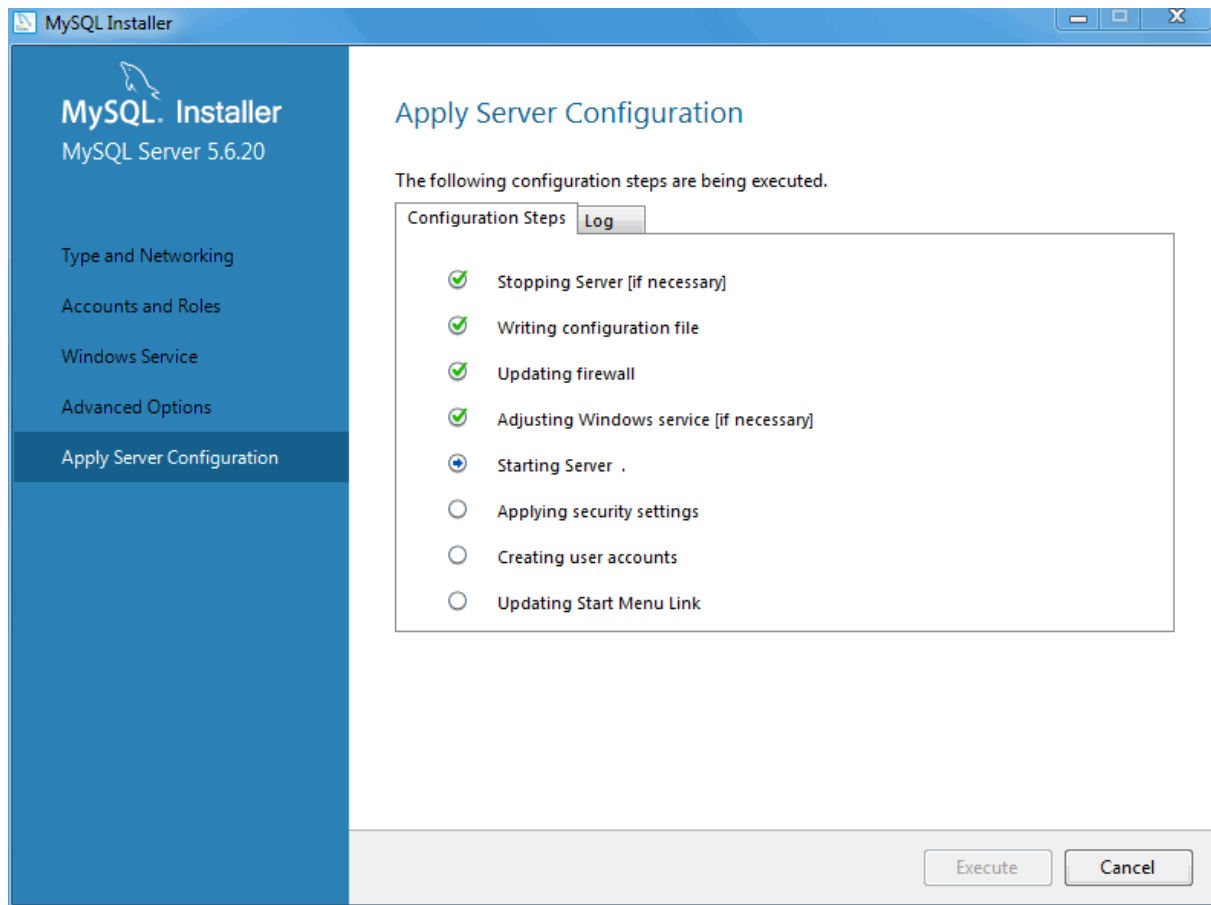 MySQL Installer
MySQL. Installer
MySQL Server 5.6.20
Type and Networking
Accounts and Roles
Windows Service
Advanced Options
Apply Server Configuration
Apply Server Configuration
The following configuration steps are being executed.
Configuration Steps Log
Stopping Server [if necessary]
Writing configuration file
Updating firewall
Adjusting Windows service [if necessary]
Starting Server .
Applying security settings
Creating user accounts
Updating Start Menu Link
Execute Cancel